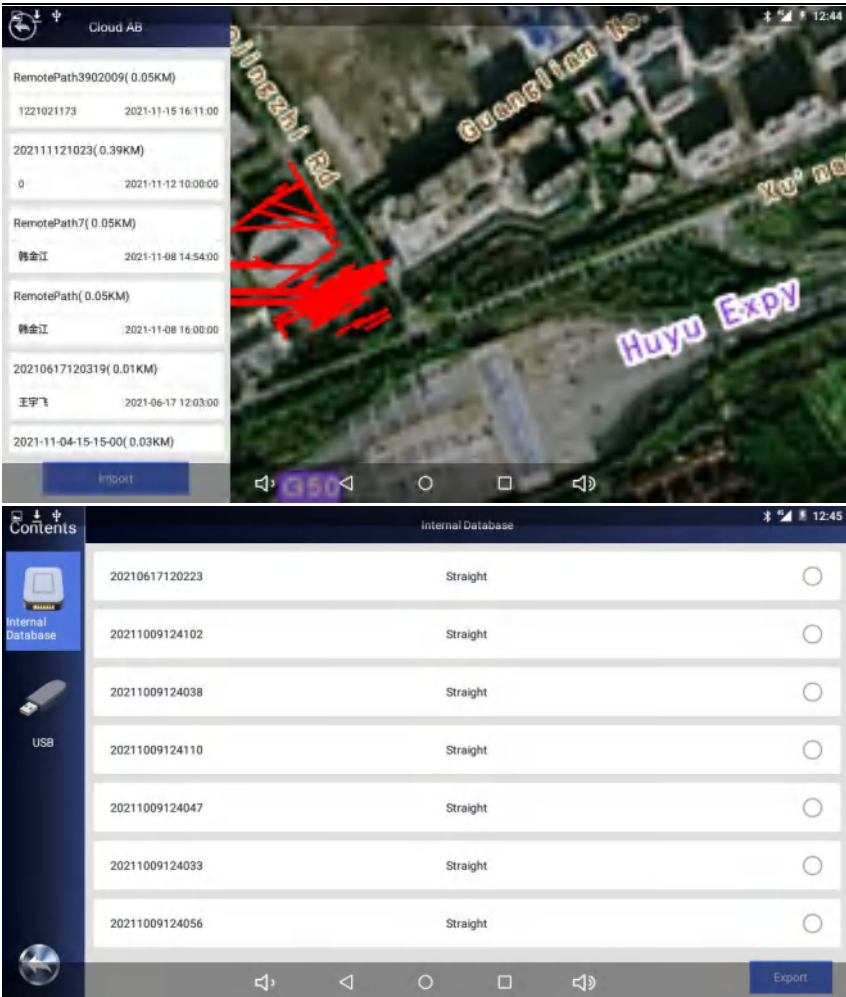 Cloud AB
12:44
RemotePath3902009( 0.05KM)
1221021173 2021-11-15 16:11:00
202111121023( 0.39KM)
0 2021-11-12 10:00:00
RemotePath7( 0.05KM)
韩金江 2021-11-08 14:54:00
RemotePath( 0.05KM)
韩金江 2021-11-08 16:00:00
20210617120319( 0.01KM)
王宇飞 2021-06-17 12:03:00
2021-11-04-15-15-00( 0.03KM)
Import
jingzhi Rd
Guanglian No.
Xu' na
Huyu Expy
G50
Contents
Internal Database
12:45
Internal
Database
USB
20210617120223 Straight
20211009124102 Straight
20211009124038 Straight
20211009124110 Straight
20211009124047 Straight
20211009124033 Straight
20211009124056 Straight
Export